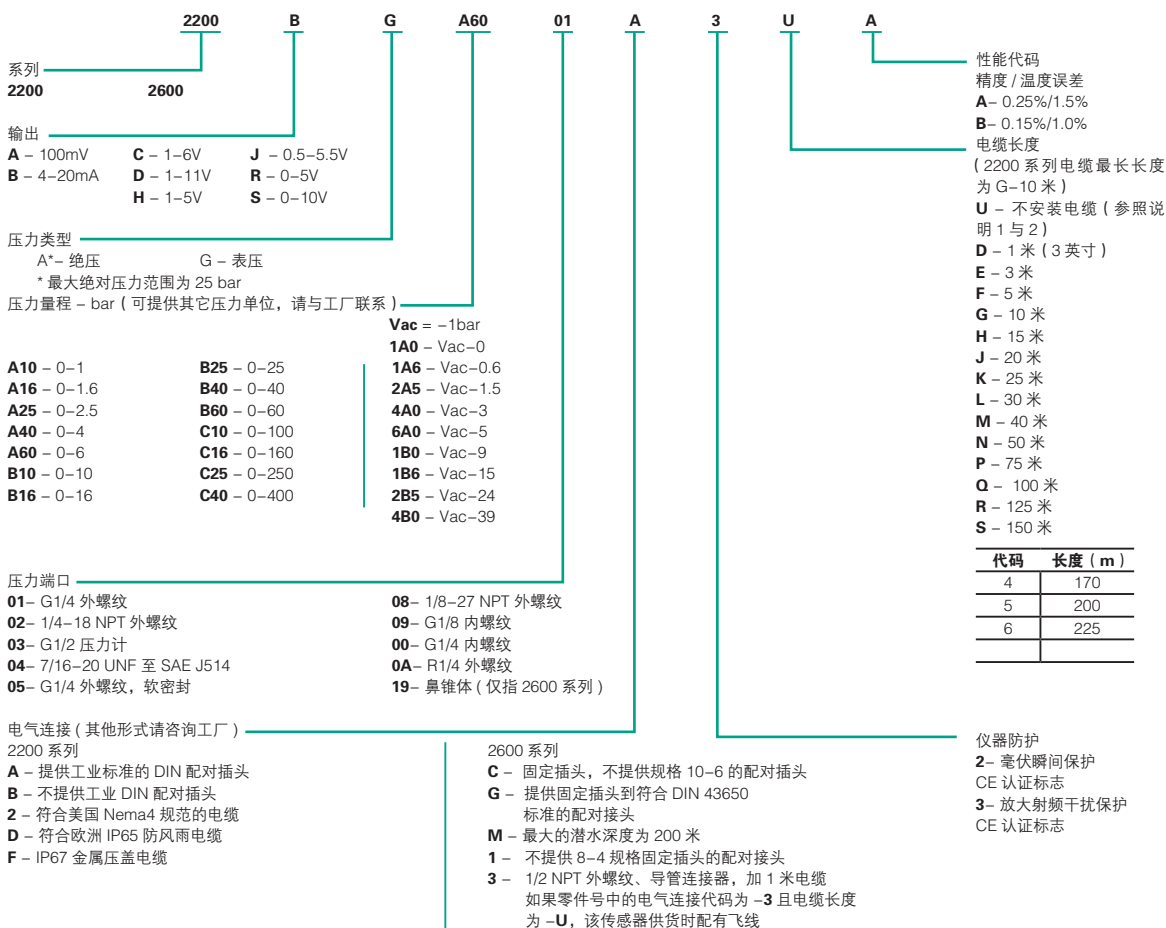 2200 B G A60 01 A 3 U A
系列
2200 2600
输出
A – 100mV C – 1–6V J – 0.5–5.5V
B – 4–20mA D – 1–11V R – 0–5V
H – 1–5V S – 0–10V
压力类型
A*– 绝压 G – 表压
* 最大绝对压力范围为 25 bar
压力量程 – bar ( 可提供其它压力单位，请与工厂联系 )
Vac = –1bar
1A0 – Vac–0
A10 – 0–1 B25 – 0–25 1A6 – Vac–0.6
A16 – 0–1.6 B40 – 0–40 2A5 – Vac–1.5
A25 – 0–2.5 B60 – 0–60 4A0 – Vac–3
A40 – 0–4 C10 – 0–100 6A0 – Vac–5
A60 – 0–6 C16 – 0–160 1B0 – Vac–9
B10 – 0–10 C25 – 0–250 1B6 – Vac–15
B16 – 0–16 C40 – 0–400 2B5 – Vac–24
4B0 – Vac–39
压力端口
01– G1/4 外螺纹 08– 1/8–27 NPT 外螺纹
02– 1/4–18 NPT 外螺纹 09– G1/8 内螺纹
03– G1/2 压力计 00– G1/4 内螺纹
04– 7/16–20 UNF 至 SAE J514 0A– R1/4 外螺纹
05– G1/4 外螺纹，软密封 19– 鼻锥体 ( 仅指 2600 系列 )
电气连接 ( 其他形式请咨询工厂 )
2200 系列
A – 提供工业标准的 DIN 配对插头
B – 不提供工业 DIN 配对插头
2 – 符合美国 Nema4 规范的电缆
D – 符合欧洲 IP65 防风雨电缆
F – IP67 金属压盖电缆
2600 系列
C – 固定插头，不提供规格 10–6 的配对插头
G – 提供固定插头到符合 DIN 43650
标准的配对接头
M – 最大的潜水深度为 200 米
1 – 不提供 8–4 规格固定插头的配对接头
3 – 1/2 NPT 外螺纹、导管连接器，加 1 米电缆
如果零件号中的电气连接代码为 –3 且电缆长度
为 –U，该传感器供货时配有飞线
性能代码
精度 / 温度误差
A– 0.25%/1.5%
B– 0.15%/1.0%
电缆长度
( 2200 系列电缆最长长度
为 G–10 米 )
U – 不安装电缆 ( 参照说
明 1 与 2 )
D – 1 米 ( 3 英寸 )
E – 3 米
F – 5 米
G – 10 米
H – 15 米
J – 20 米
K – 25 米
L – 30 米
M – 40 米
N – 50 米
P – 75 米
Q – 100 米
R – 125 米
S – 150 米
代码 长度 ( m )
4 170
5 200
6 225
仪器防护
2– 毫伏瞬间保护
CE 认证标志
3– 放大射频干扰保护
CE 认证标志